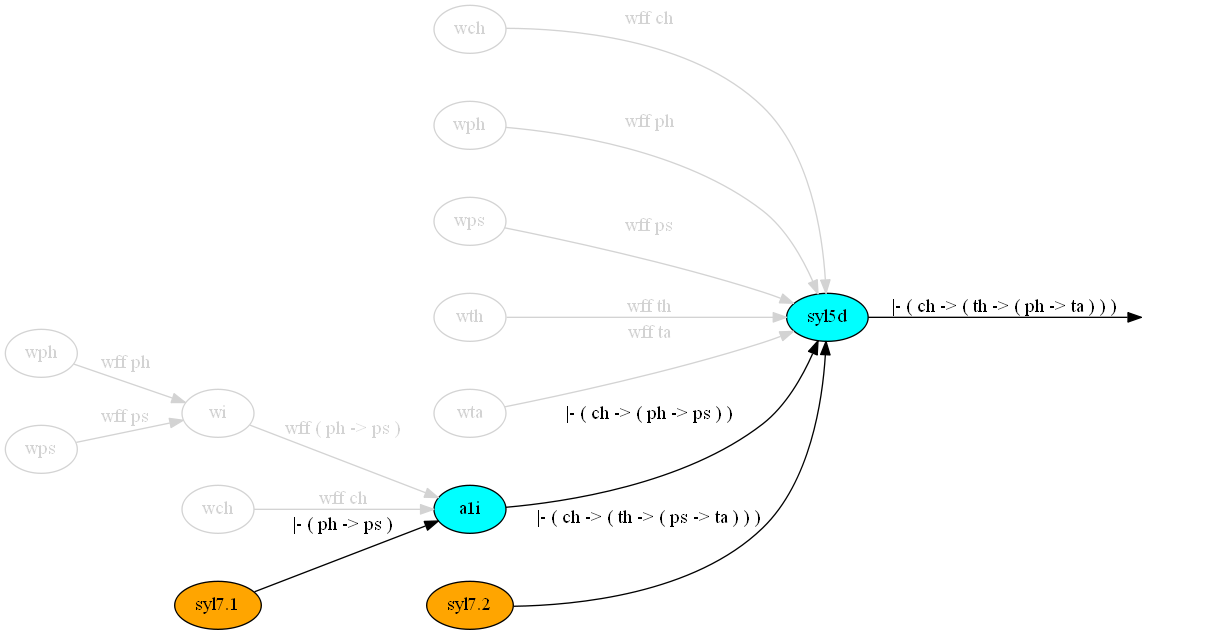 wch
wff ch
wph
wff ph
wps
wff ps
wth
wff th
syl5d
|- ( ch -> ( th -> ( ph -> ta ) ) )
wff ta
wph
wff ph
wta
|- ( ch -> ( ph -> ps ) )
wps
wff ps
wi
wff ( ph -> ps )
wch
wff ch
a1i
|- ( ph -> ps )
|- ( ch -> ( th -> ( ps -> ta ) ) )
syl7.1
syl7.2